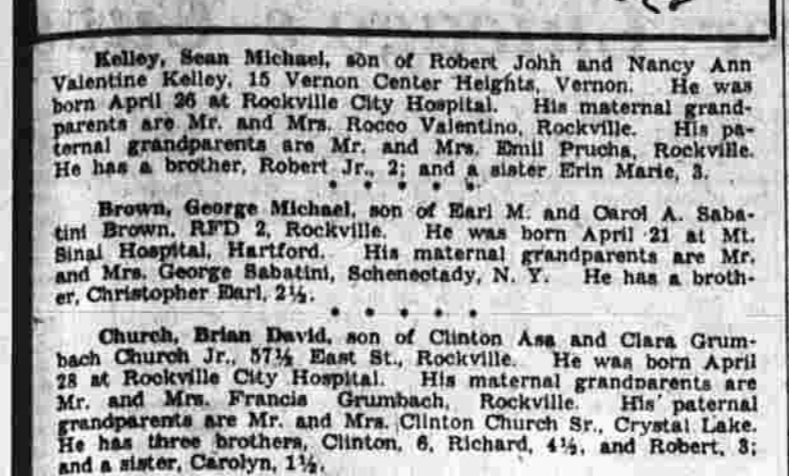 Kelley, Sean Michael, son of Robert John and Nancy Ann
Valentine Kelley, 15 Vernon Center Heights, Vernon. He was
born April 26 at Rockville City Hospital. His maternal grand-
parents are Mr. and Mrs. Rocco Valentino, Rockville. His pa-
ternal grandparents are Mr. and Mrs. Emil Prucha, Rockville.
He has a brother, Robert Jr., 2; and a sister Erin Marie, 3.
* * * * *
Brown, George Michael, son of Earl M. and Carol A. Saba-
tini Brown, RFD 2, Rockville. He was born April 21 at Mt.
Sinai Hospital, Hartford. His maternal grandparents are Mr.
and Mrs. George Sabatini, Schenectady, N. Y. He has a broth-
er, Christopher Earl, 2½.
* * * * *
Church, Brian David, son of Clinton Asa and Clara Grum-
bach Church Jr., 57½ East St., Rockville. He was born April
28 at Rockville City Hospital. His maternal grandparents are
Mr. and Mrs. Francis Grumbach, Rockville. His paternal
grandparents are Mr. and Mrs. Clinton Church Sr., Crystal Lake.
He has three brothers, Clinton, 6, Richard, 4½, and Robert, 3;
and a sister, Carolyn, 1½.